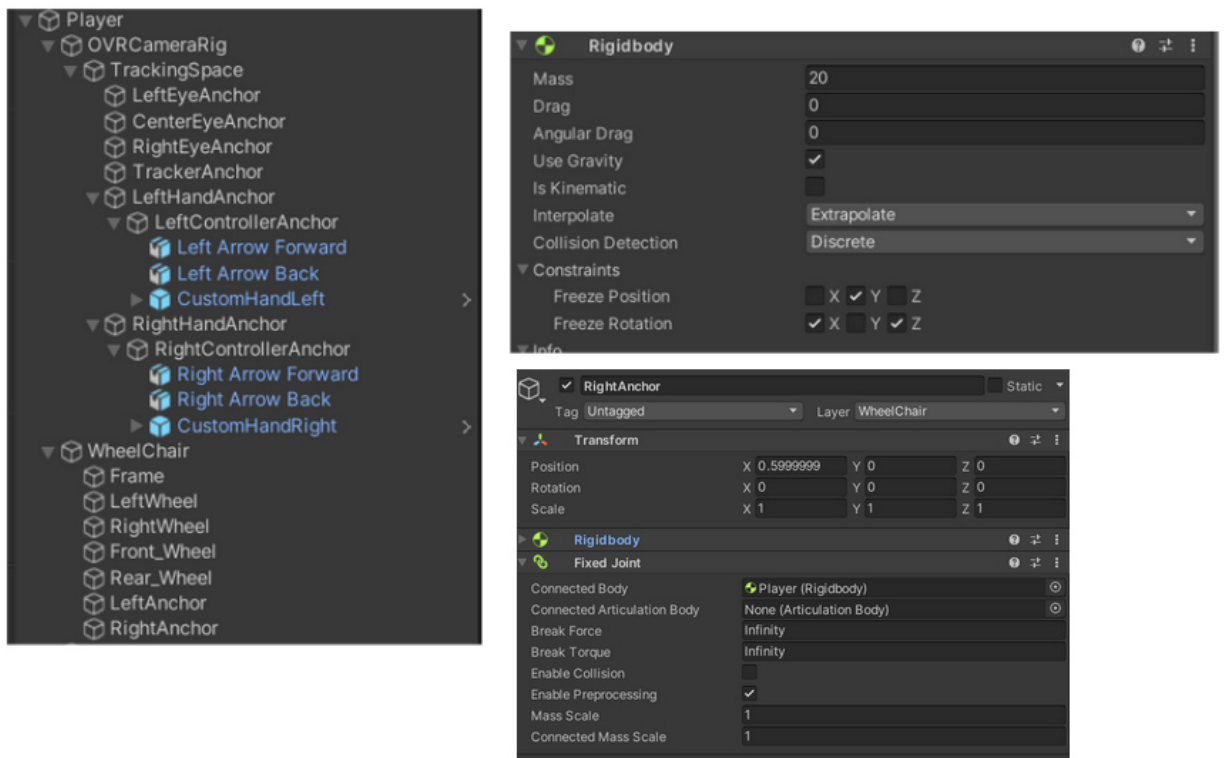 Player
OVRCameraRig
TrackingSpace
LeftEyeAnchor
CenterEyeAnchor
RightEyeAnchor
TrackerAnchor
LeftHandAnchor
LeftControllerAnchor
Left Arrow Forward
Left Arrow Back
CustomHandLeft
RightHandAnchor
RightControllerAnchor
Right Arrow Forward
Right Arrow Back
CustomHandRight
WheelChair
Frame
LeftWheel
RightWheel
Front_Wheel
Rear_Wheel
LeftAnchor
RightAnchor
Rigidbody
Mass 20
Drag 0
Angular Drag 0
Use Gravity
Is Kinematic
Interpolate Extrapolate
Collision Detection Discrete
Constraints
Freeze Position X Y Z
Freeze Rotation X Y Z
Info
RightAnchor Static
Tag Untagged Layer WheelChair
Transform
Position X 0.5999999 Y 0 Z 0
Rotation X 0 Y 0 Z 0
Scale X 1 Y 1 Z 1
Rigidbody
Fixed Joint
Connected Body Player (Rigidbody)
Connected Articulation Body None (Articulation Body)
Break Force Infinity
Break Torque Infinity
Enable Collision
Enable Preprocessing
Mass Scale 1
Connected Mass Scale 1